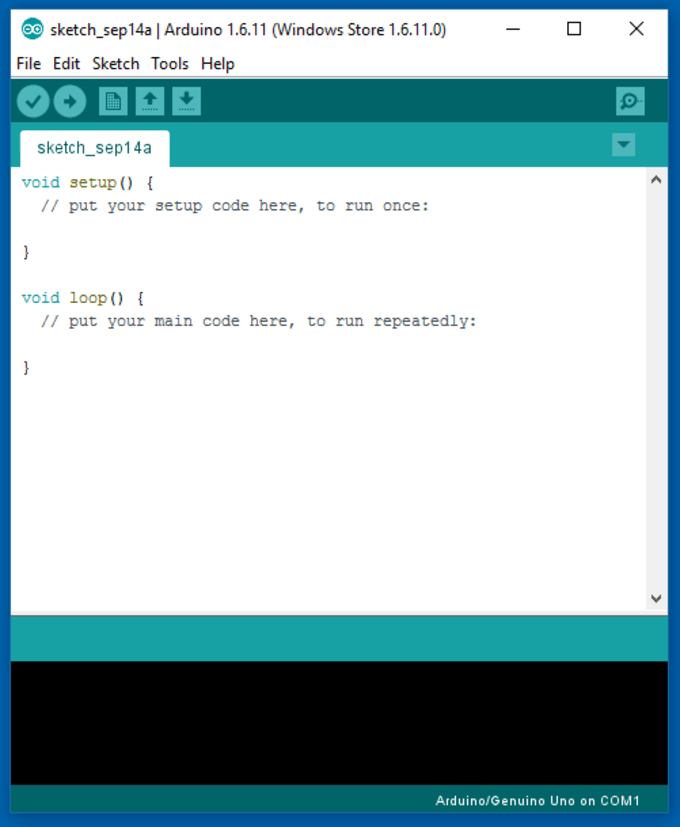 sketch_sep14a | Arduino 1.6.11 (Windows Store 1.6.11.0)
File Edit Sketch Tools Help
sketch_sep14a
void setup() {
  // put your setup code here, to run once:
}
void loop() {
  // put your main code here, to run repeatedly:
}
Arduino/Genuino Uno on COM1